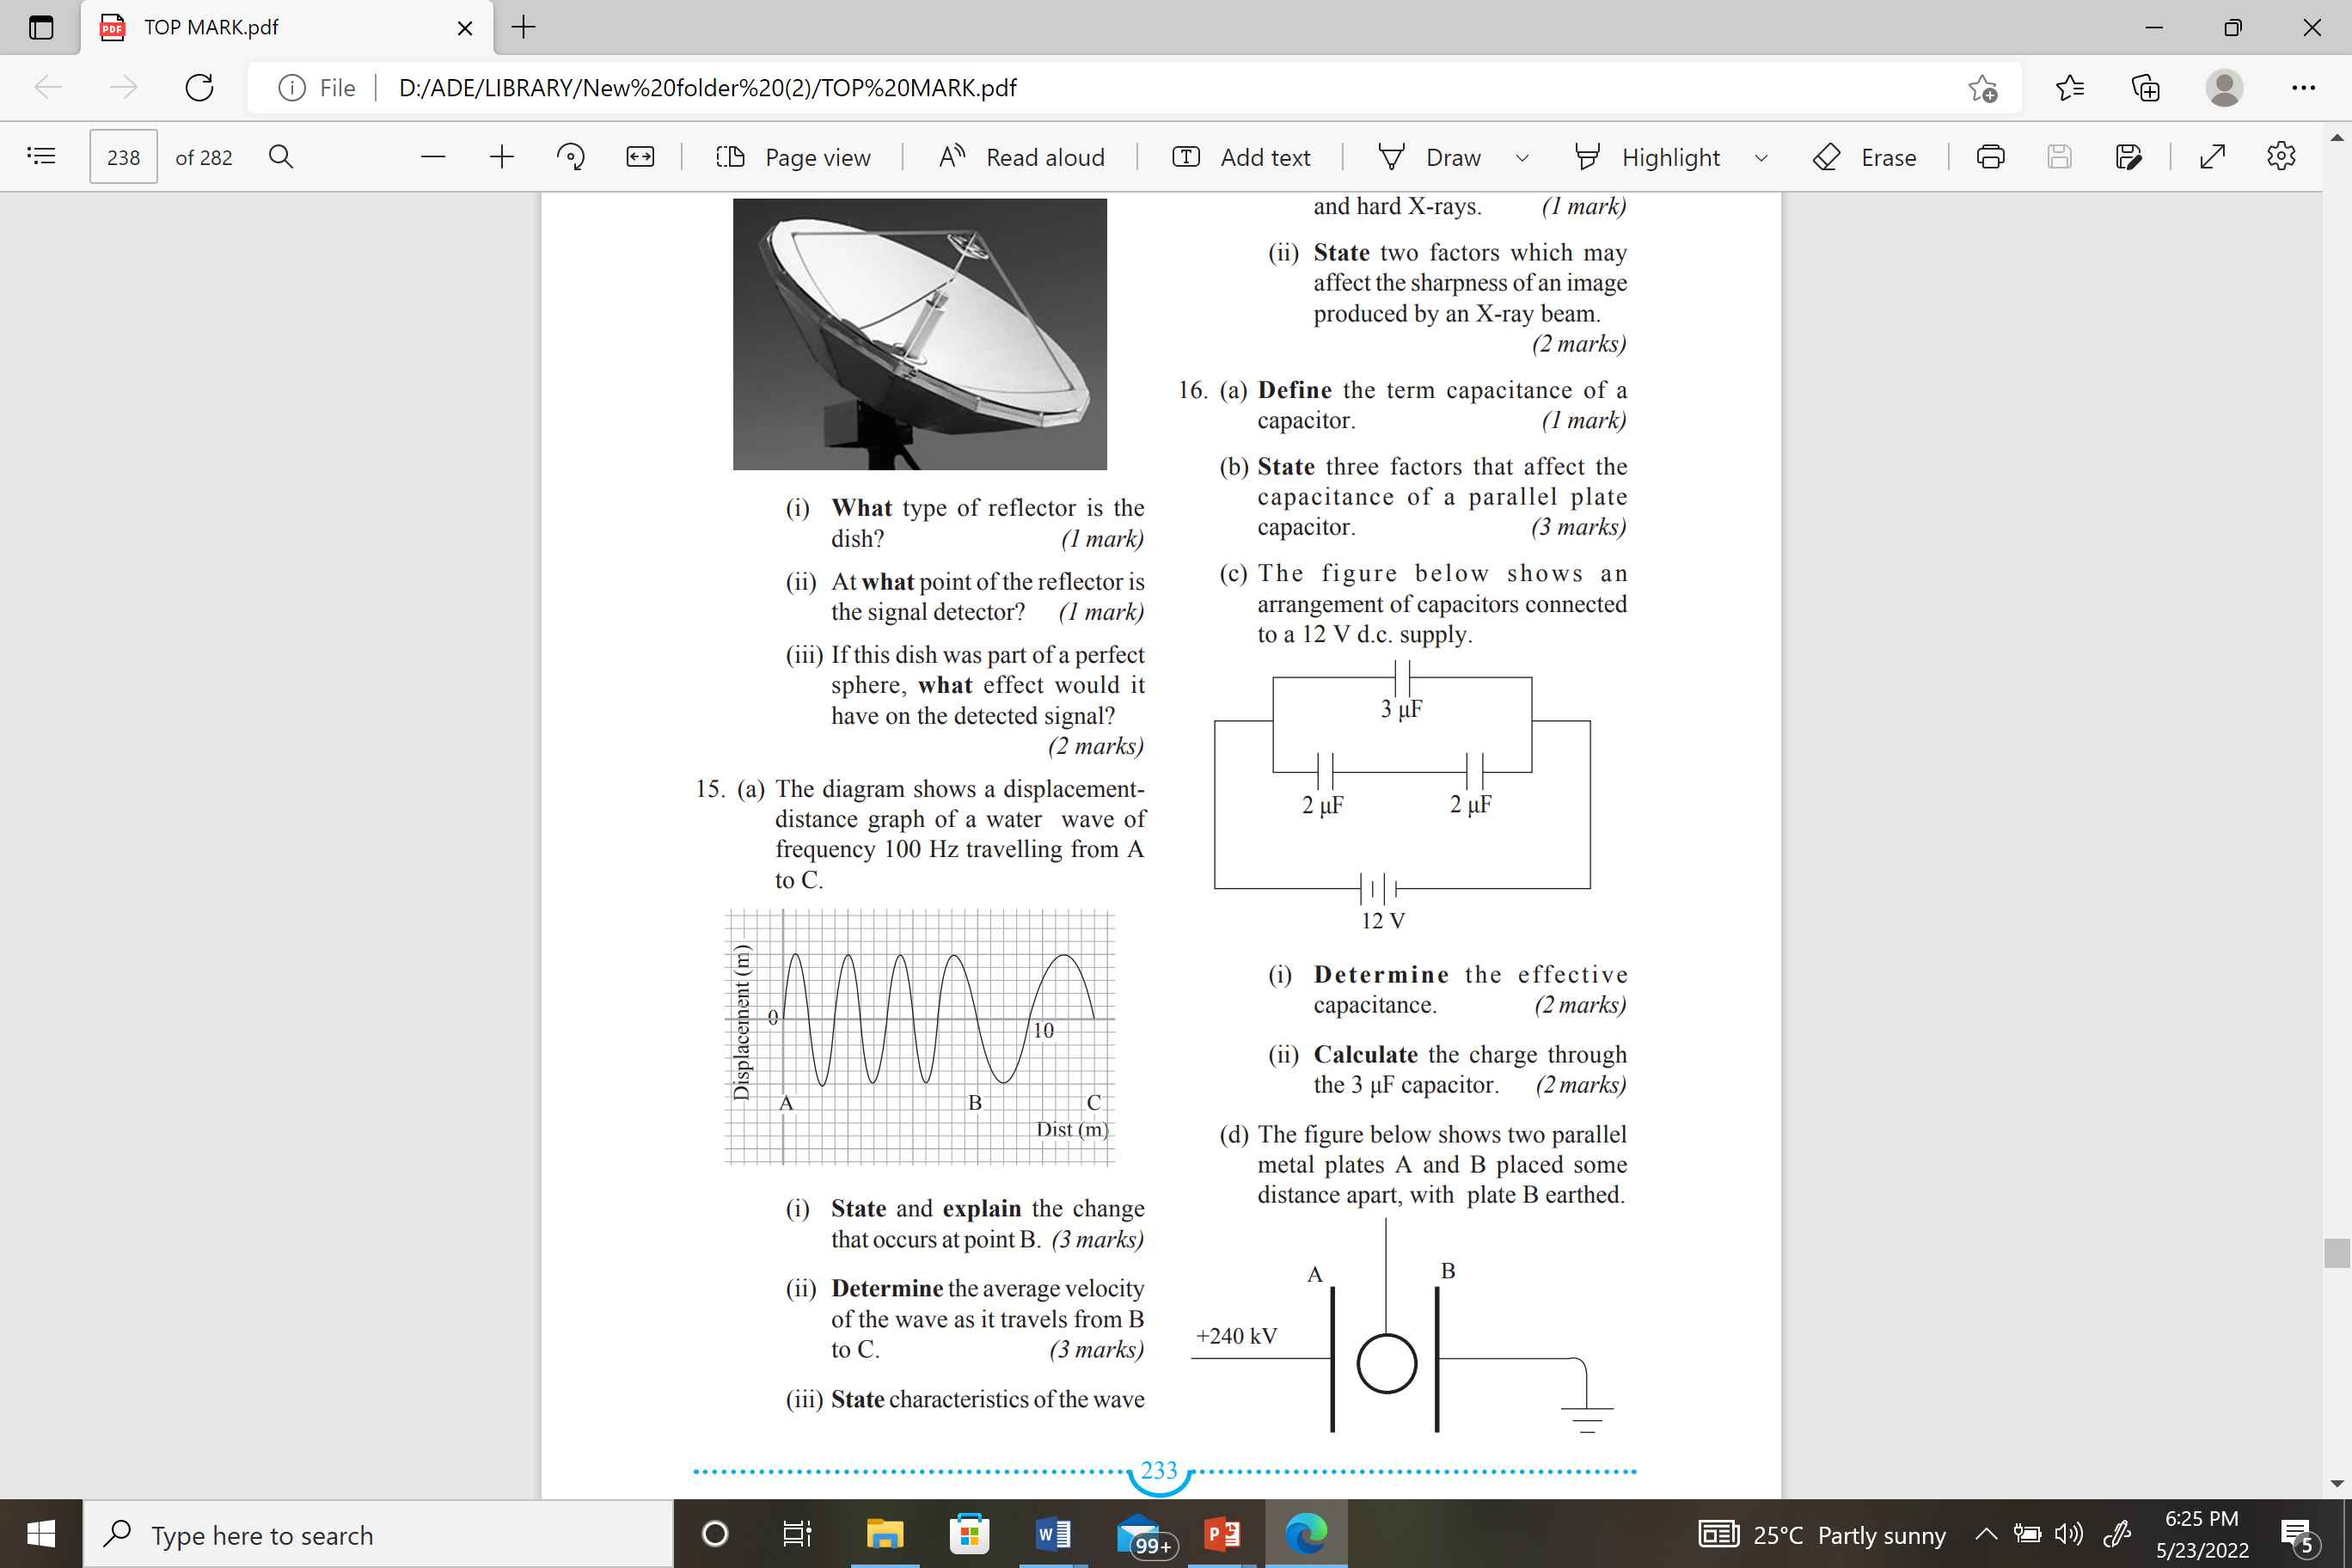 TOP MARK.pdf
File
D:/ADE/LIBRARY/New%20folder%20(2)/TOP%20MARK.pdf
238 of 282
Page view
Read aloud
Add text
Draw
Highlight
Erase
(i) What type of reflector is the
dish? (1 mark)
(ii) At what point of the reflector is
the signal detector? (1 mark)
(iii) If this dish was part of a perfect
sphere, what effect would it
have on the detected signal?
(2 marks)
15. (a) The diagram shows a displacement-
distance graph of a water wave of
frequency 100 Hz travelling from A
to C.
Displacement (m)
0
10
A B C
Dist (m)
(i) State and explain the change
that occurs at point B. (3 marks)
(ii) Determine the average velocity
of the wave as it travels from B
to C. (3 marks)
(iii) State characteristics of the wave
and hard X-rays. (1 mark)
(ii) State two factors which may
affect the sharpness of an image
produced by an X-ray beam.
(2 marks)
16. (a) Define the term capacitance of a
capacitor. (1 mark)
(b) State three factors that affect the
capacitance of a parallel plate
capacitor. (3 marks)
(c) The figure below shows an
arrangement of capacitors connected
to a 12 V d.c. supply.
3 μF
2 μF 2 μF
12 V
(i) Determine the effective
capacitance. (2 marks)
(ii) Calculate the charge through
the 3 μF capacitor. (2 marks)
(d) The figure below shows two parallel
metal plates A and B placed some
distance apart, with plate B earthed.
A B
+240 kV
233
Type here to search
99+
25°C Partly sunny
6:25 PM
5/23/2022
5